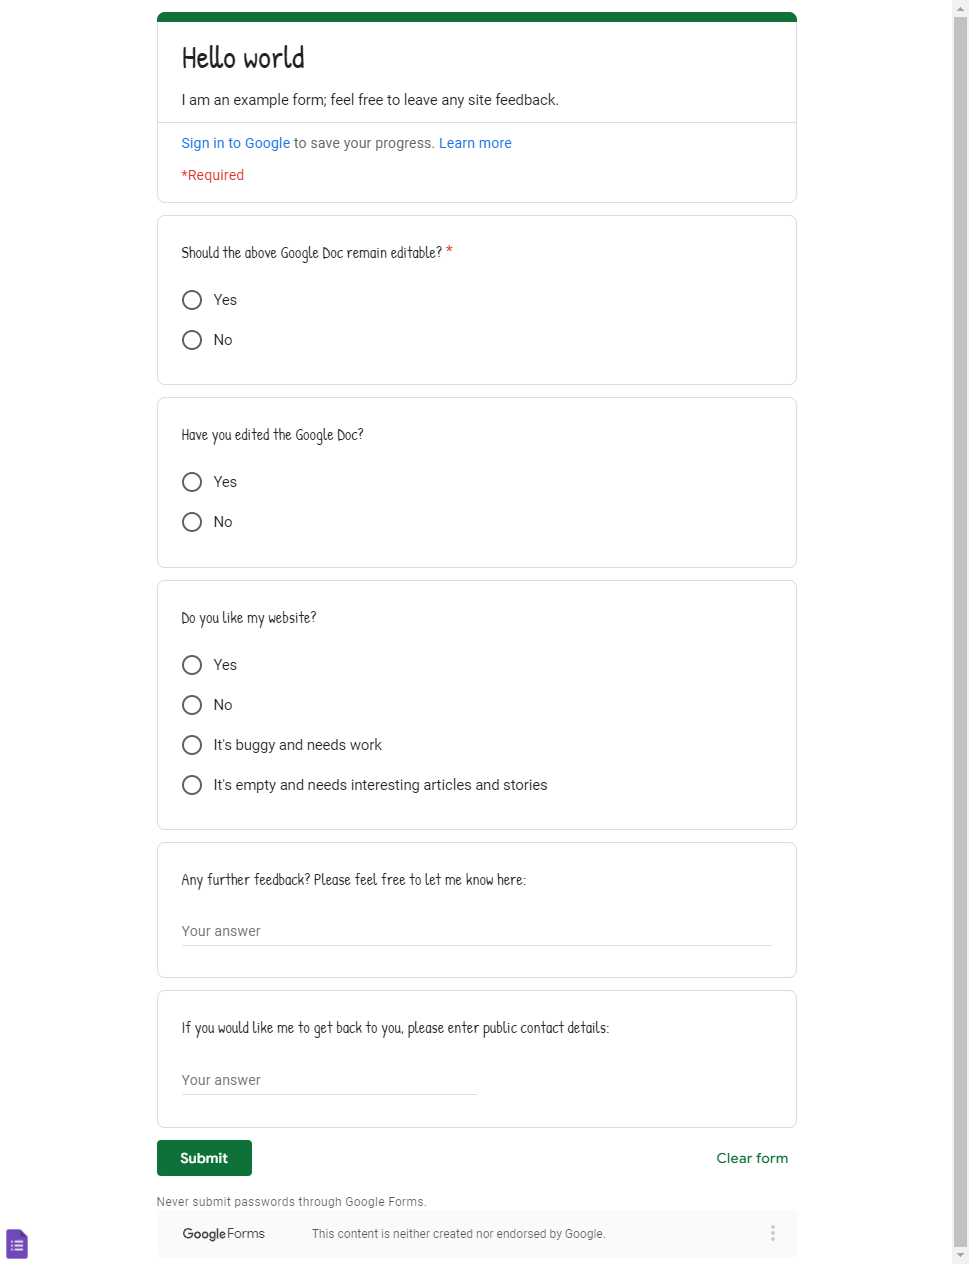 Hello world
I am an example form; feel free to leave any site feedback.
Sign in to Google to save your progress. Learn more
*Required
Should the above Google Doc remain editable? *
Yes
No
Have you edited the Google Doc?
Yes
No
Do you like my website?
Yes
No
It's buggy and needs work
It's empty and needs interesting articles and stories
Any further feedback? Please feel free to let me know here:
Your answer
If you would like me to get back to you, please enter public contact details:
Your answer
Submit
Clear form
Never submit passwords through Google Forms.
Google Forms
This content is neither created nor endorsed by Google.